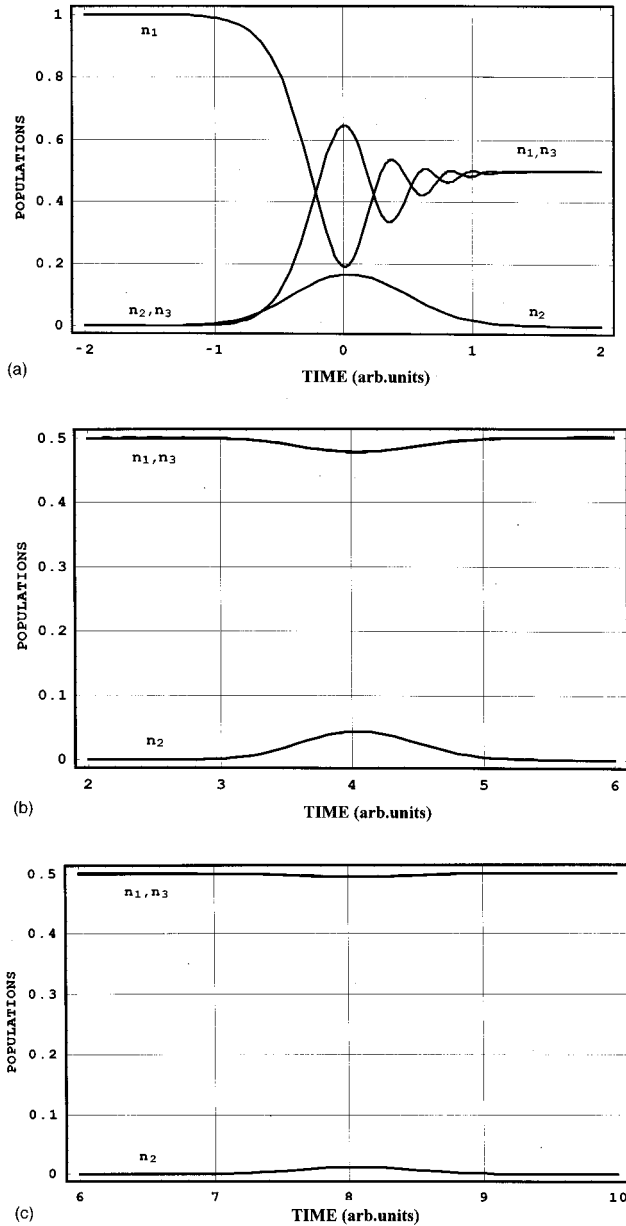 1
n1
0.8
0.6
n1,n3
0.4
0.2
n2,n3
n2
0
POPULATIONS
-2
-1
0
1
2
(a)
TIME (arb.units)
0.5
n1,n3
0.4
0.3
0.2
0.1
n2
0
POPULATIONS
2
3
4
5
6
(b)
TIME (arb.units)
0.5
n1,n3
0.4
0.3
0.2
0.1
n2
0
POPULATIONS
6
7
8
9
10
(c)
TIME (arb.units)